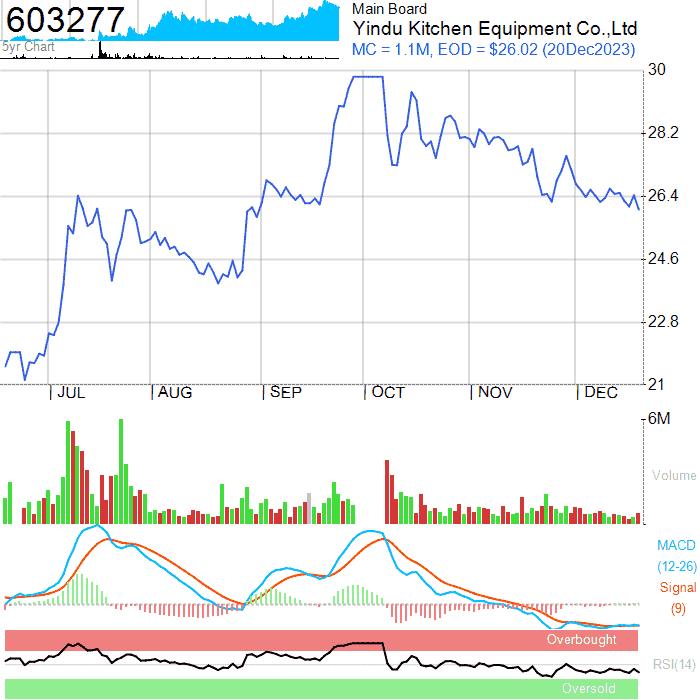 603277
5yr Chart
Main Board
Yindu Kitchen Equipment Co.,Ltd
MC = 1.1M, EOD = $26.02 (20Dec2023)
30
28.2
26.4
24.6
22.8
21
JUL AUG SEP OCT NOV DEC
6M
Volume
MACD
(12-26)
Signal
(9)
Overbought
RSI(14)
Oversold